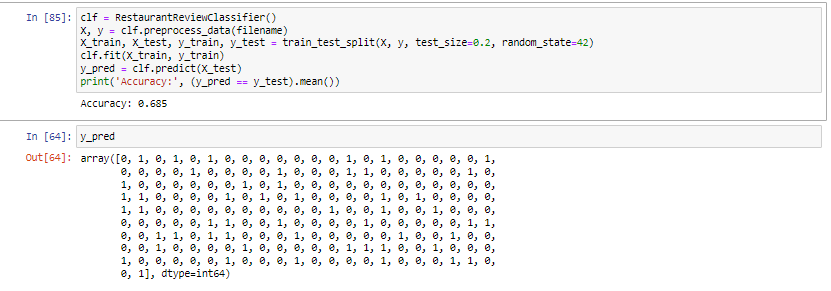 In [85]: clf = RestaurantReviewClassifier()
X, y = clf.preprocess_data(filename)
X_train, X_test, y_train, y_test = train_test_split(X, y, test_size=0.2, random_state=42)
clf.fit(X_train, y_train)
y_pred = clf.predict(X_test)
print('Accuracy:', (y_pred == y_test).mean())
Accuracy: 0.685
In [64]: y_pred
Out[64]: array([0, 1, 0, 1, 0, 1, 0, 0, 0, 0, 0, 0, 0, 1, 0, 1, 0, 0, 0, 0, 0, 1,
0, 0, 0, 0, 1, 0, 0, 0, 0, 1, 0, 0, 0, 1, 1, 0, 0, 0, 0, 0, 1, 0,
1, 0, 0, 0, 0, 0, 0, 1, 0, 1, 0, 0, 0, 0, 0, 0, 0, 0, 0, 0, 0, 0,
1, 1, 0, 0, 0, 0, 1, 0, 1, 0, 1, 0, 0, 0, 0, 1, 0, 1, 0, 0, 0, 0,
1, 1, 0, 0, 0, 0, 0, 0, 0, 0, 0, 0, 1, 0, 0, 1, 0, 0, 1, 0, 0, 0,
0, 0, 0, 0, 0, 1, 1, 0, 0, 1, 0, 0, 0, 0, 1, 0, 0, 0, 0, 0, 1, 1,
0, 0, 1, 1, 0, 1, 1, 0, 0, 0, 1, 0, 0, 0, 0, 0, 1, 0, 0, 1, 0, 0,
0, 0, 1, 0, 0, 0, 0, 1, 0, 0, 0, 0, 0, 1, 1, 1, 0, 0, 1, 0, 0, 0,
1, 0, 0, 0, 0, 0, 1, 0, 0, 0, 1, 0, 0, 0, 0, 1, 0, 0, 0, 1, 1, 0,
0, 1], dtype=int64)